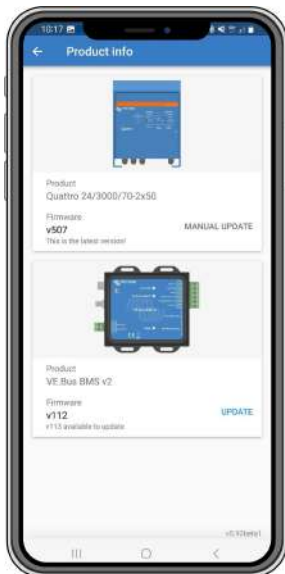 10:17
Product info
Product
Quattro 24/3000/70-2x50
Firmware
v507
MANUAL UPDATE
This is the latest version!
Product
VE.Bus BMS v2
Firmware
v112
UPDATE
v113 available to update